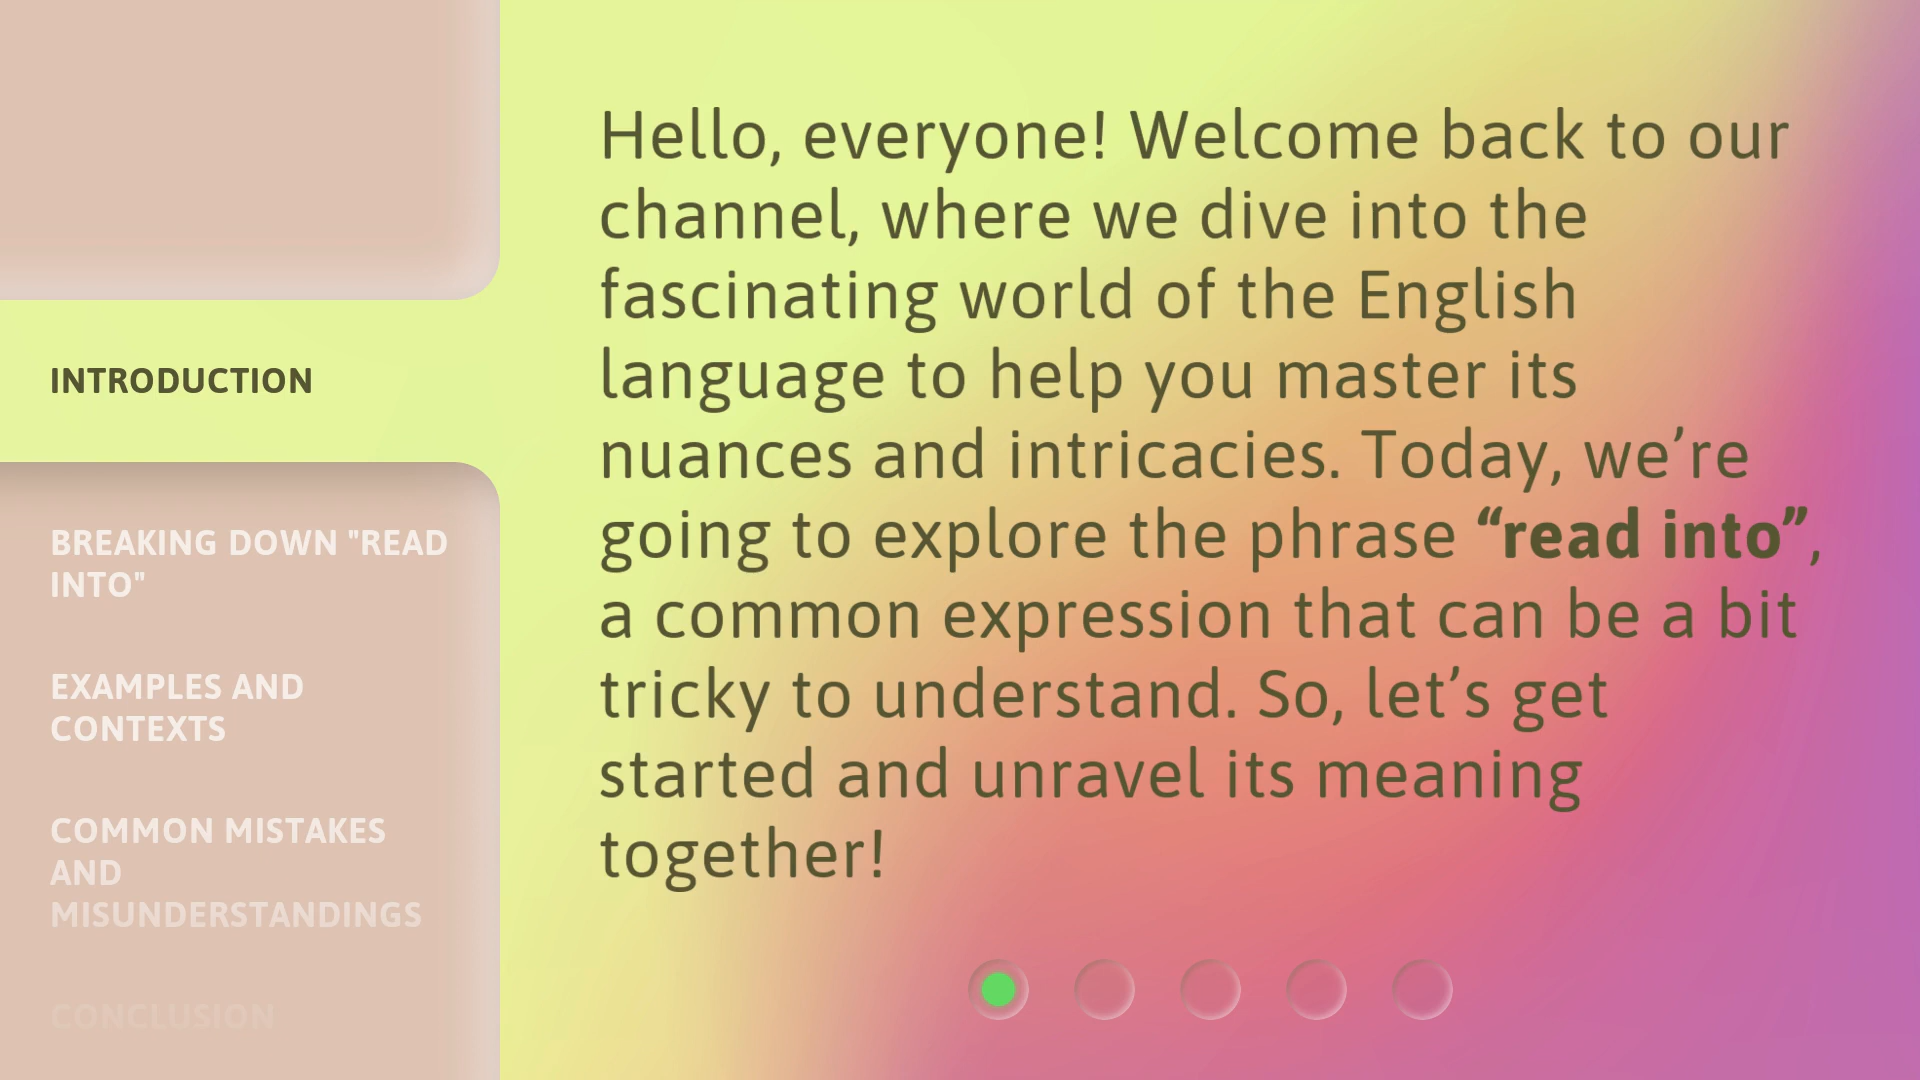 INTRODUCTION
BREAKING DOWN "READ
INTO"
EXAMPLES AND
CONTEXTS
COMMON MISTAKES
AND
MISUNDERSTANDINGS
CONCLUSION
Hello, everyone! Welcome back to our
channel, where we dive into the
fascinating world of the English
language to help you master its
nuances and intricacies. Today, we’re
going to explore the phrase “read into”,
a common expression that can be a bit
tricky to understand. So, let’s get
started and unravel its meaning
together!